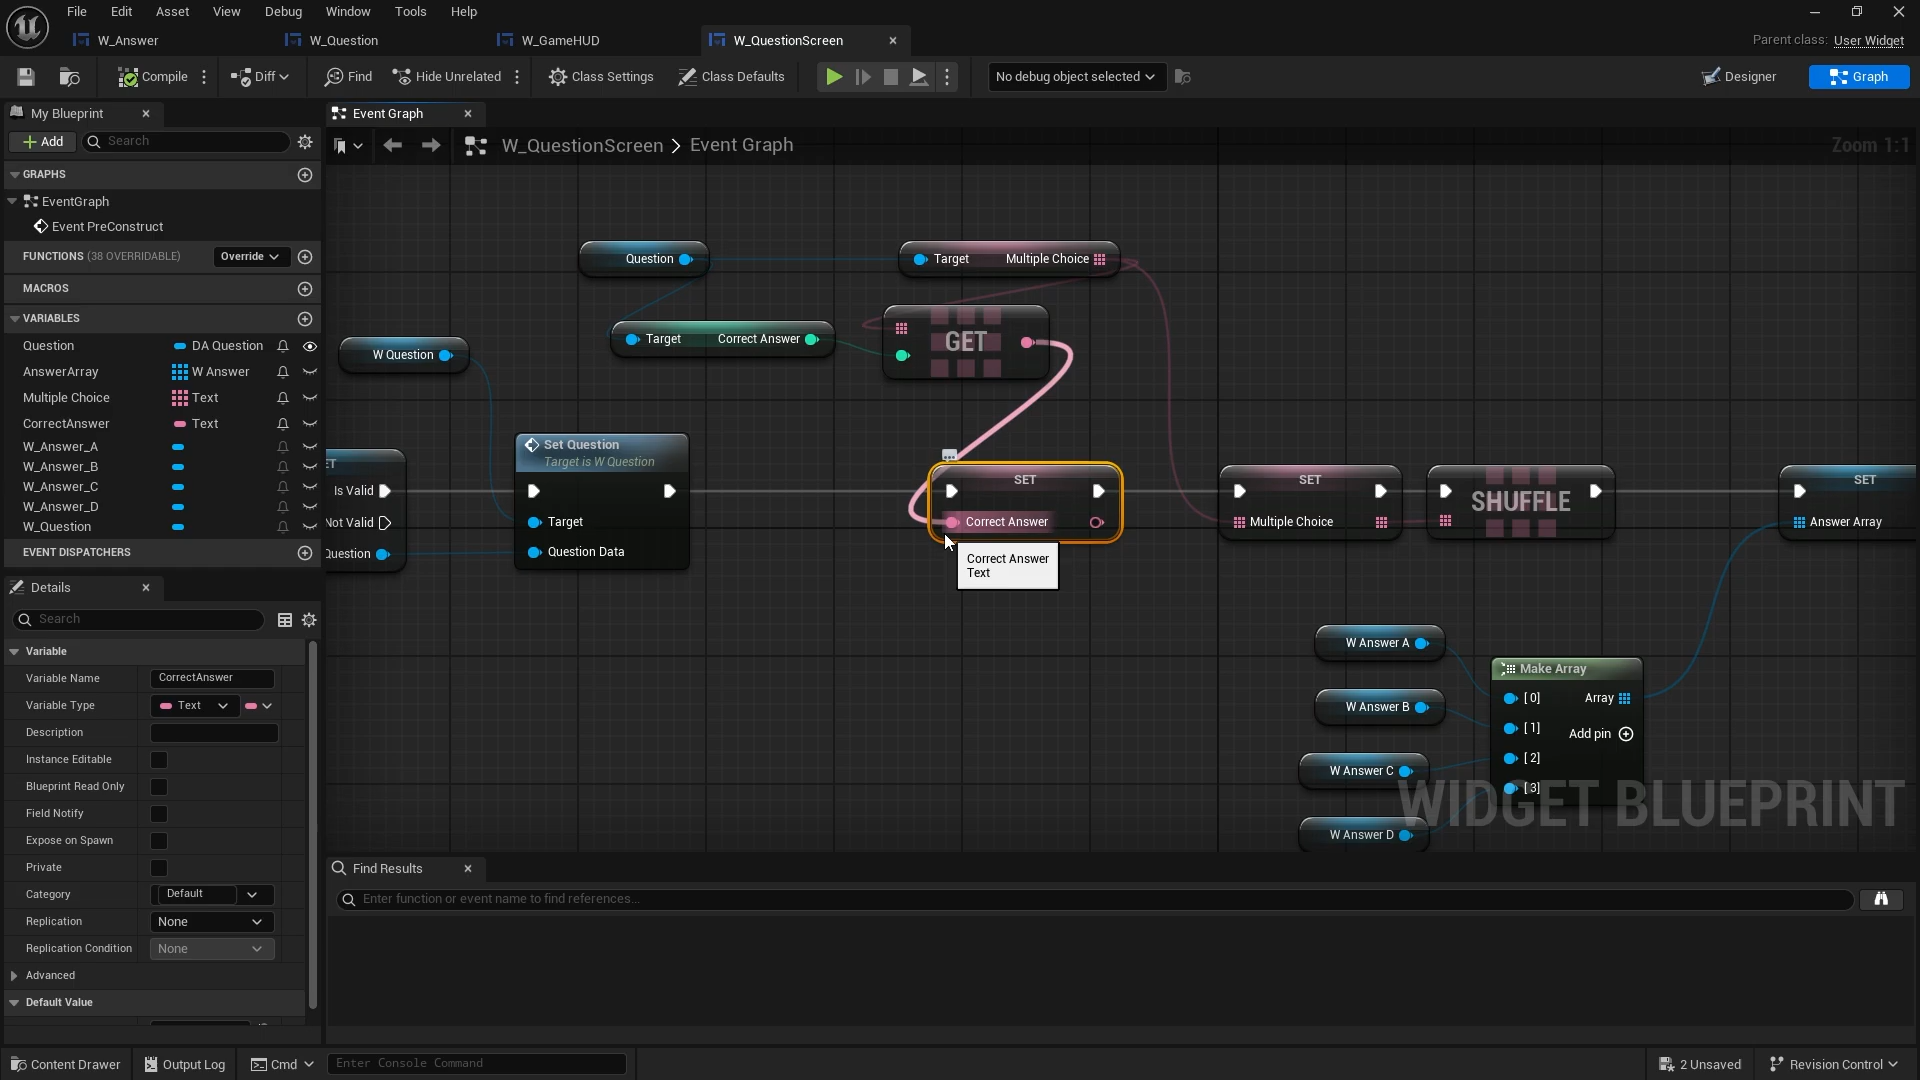 File Edit Asset View Debug Window Tools Help
W_Answer W_Question W_GameHUD W_QuestionScreen
Parent class: User Widget
Compile Diff Find Hide Unrelated Class Settings Class Defaults No debug object selected Designer Graph
My Blueprint Event Graph
Add Search
W_QuestionScreen > Event Graph Zoom 1:1
GRAPHS
EventGraph
Event PreConstruct
FUNCTIONS (38 OVERRIDABLE) Override
MACROS
VARIABLES
Question DA Question
AnswerArray W Answer
Multiple Choice Text
CorrectAnswer Text
W_Answer_A
W_Answer_B
W_Answer_C
W_Answer_D
W_Question
EVENT DISPATCHERS
Question
Target Multiple Choice
Target Correct Answer
GET
W Question
Is Valid
Not Valid
Question
Set Question
Target is W Question
Target
Question Data
SET
Correct Answer
Correct Answer
Text
SET
Multiple Choice
SHUFFLE
SET
Answer Array
W Answer A
W Answer B
W Answer C
W Answer D
Make Array
[0] Array
[1] Add pin
[2]
[3]
WIDGET BLUEPRINT
Details
Search
Variable
Variable Name CorrectAnswer
Variable Type Text
Description
Instance Editable
Blueprint Read Only
Field Notify
Expose on Spawn
Private
Category Default
Replication None
Replication Condition None
Advanced
Default Value
Find Results
Enter function or event name to find references...
Content Drawer Output Log Cmd Enter Console Command 2 Unsaved Revision Control